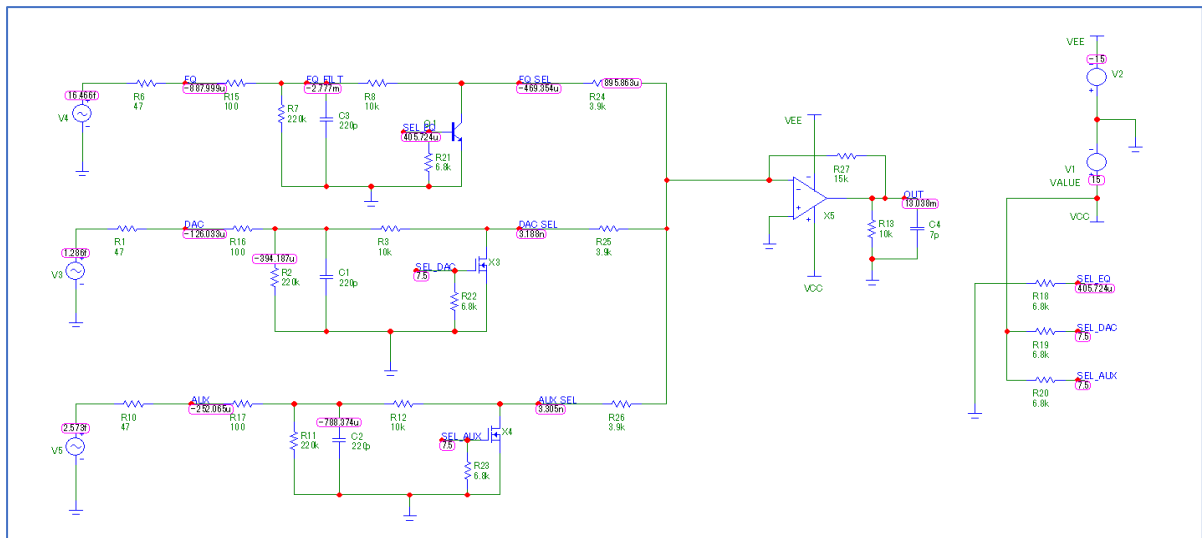 VEE
-15
V2
EQ
-887.999u
EQ_FILT
-2.777m
EQ_SEL
-469.354u
895.863u
16.466f
R6
47
R15
100
R8
10k
R24
3.9k
V4
R7
220k
C3
220p
SEL_EQ
405.724u
Q1
R21
6.8k
VEE
R27
15k
V1
VALUE
15
X5
OUT
13.038m
R13
10k
C4
7p
VCC
VCC
DAC
-126.033u
DAC_SEL
3.188n
R1
47
R16
100
R3
10k
R25
3.9k
1.286f
V3
-394.187u
R2
220k
C1
220p
SEL_DAC
7.5
X3
R22
6.8k
SEL_EQ
405.724u
R18
6.8k
SEL_DAC
7.5
R19
6.8k
SEL_AUX
7.5
R20
6.8k
AUX
-252.065u
AUX_SEL
3.305n
R10
47
R17
100
R12
10k
R26
3.9k
2.573f
V5
-788.374u
R11
220k
C2
220p
SEL_AUX
7.5
X4
R23
6.8k